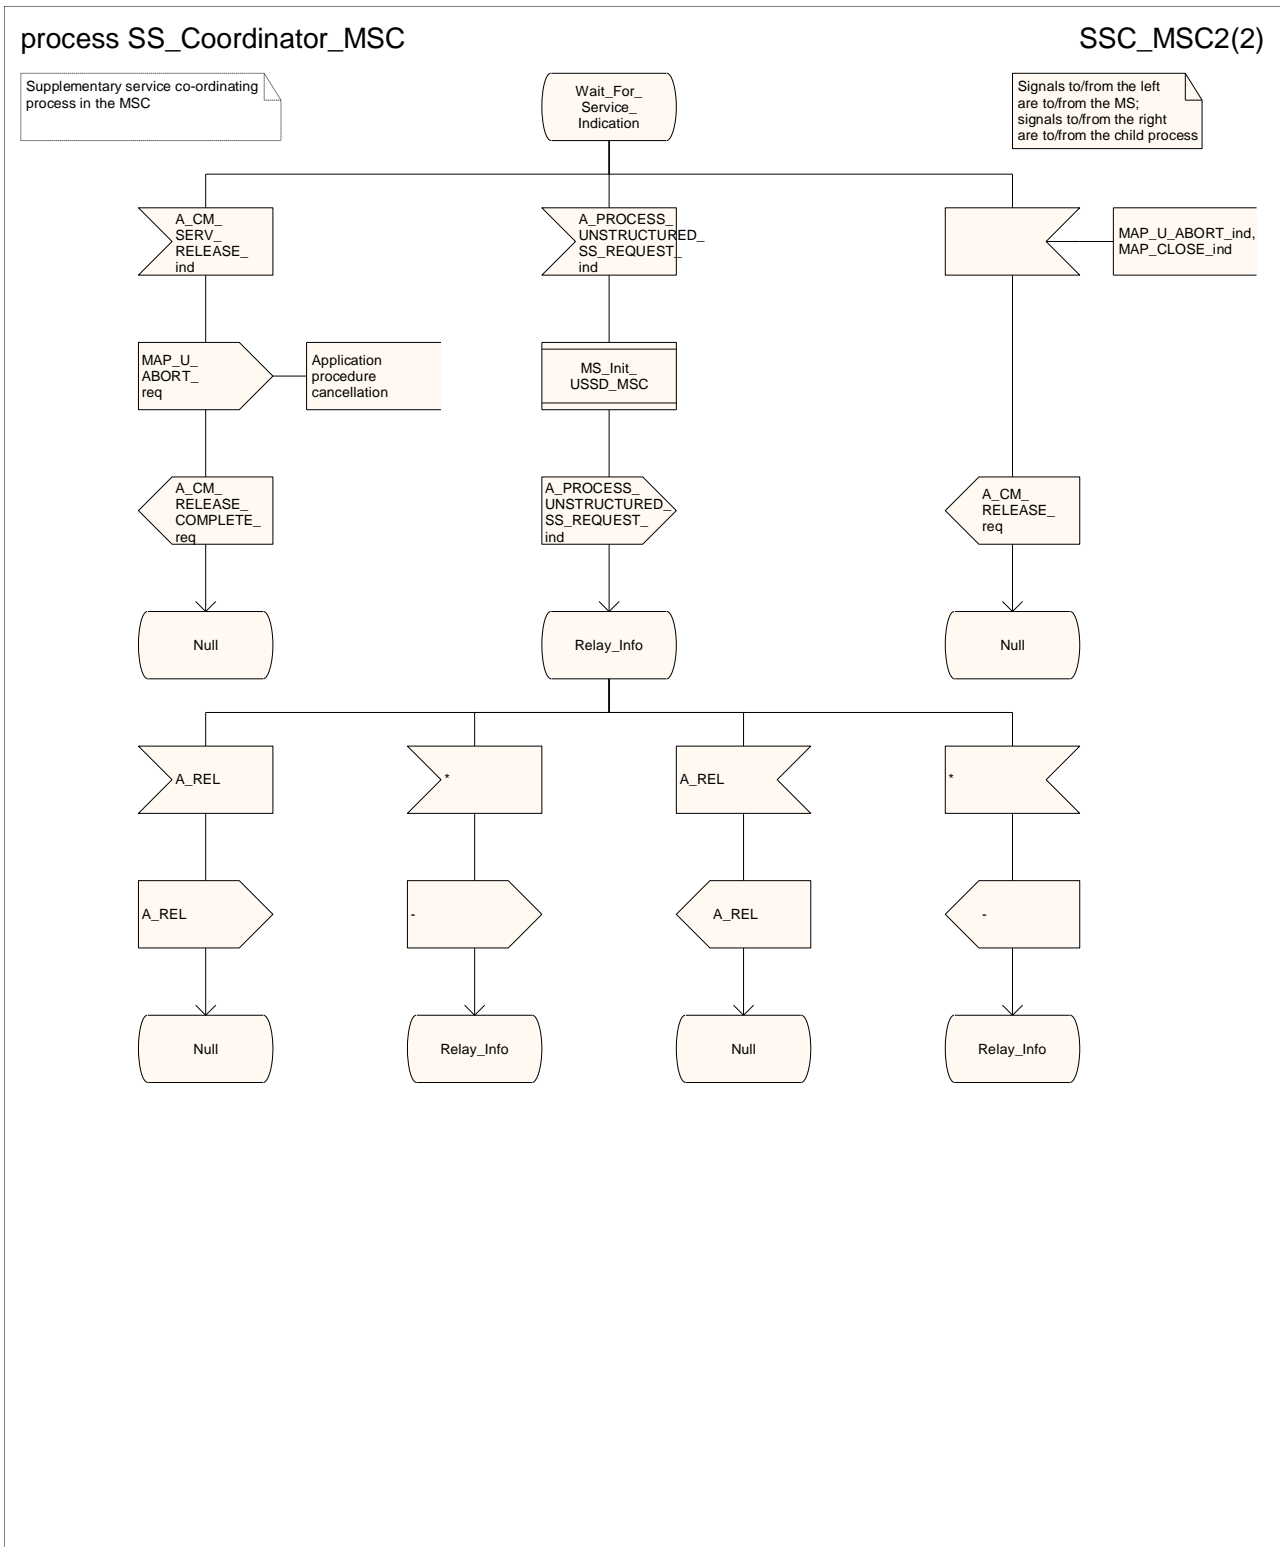 process SS_Coordinator_MSC
SSC_MSC2(2)
Supplementary service co-ordinating
process in the MSC
Wait_For_
Service_
Indication
Signals to/from the left
are to/from the MS;
signals to/from the right
are to/from the child process
A_CM_
SERV_
RELEASE_
ind
A_PROCESS_
UNSTRUCTURED_
SS_REQUEST_
ind
MAP_U_ABORT_ind,
MAP_CLOSE_ind
MAP_U_
ABORT_
req
Application
procedure
cancellation
MS_Init_
USSD_MSC
A_CM_
RELEASE_
COMPLETE_
req
A_PROCESS_
UNSTRUCTURED_
SS_REQUEST_
ind
A_CM_
RELEASE_
req
Null
Relay_Info
Null
A_REL
*
A_REL
*
A_REL
-
A_REL
-
Null
Relay_Info
Null
Relay_Info